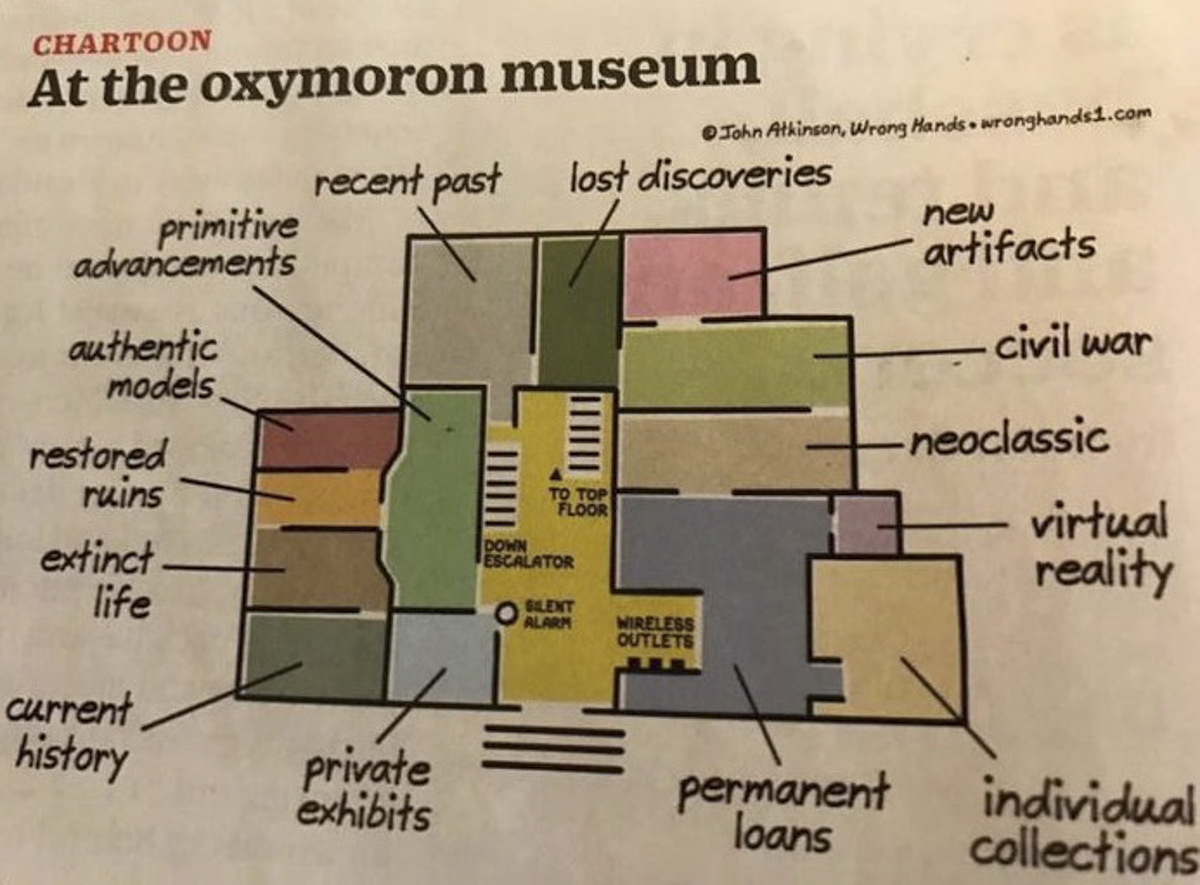 CHARTOON
At the oxymoron museum
©John Atkinson, Wrong Hands • wronghands1.com
recent past
lost discoveries
new
artifacts
primitive
advancements
civil war
authentic
models
neoclassic
restored
ruins
TO TOP
FLOOR
virtual
reality
DOWN
ESCALATOR
extinct
life
SILENT
ALARM
WIRELESS
OUTLETS
current
history
private
exhibits
permanent
loans
individual
collections